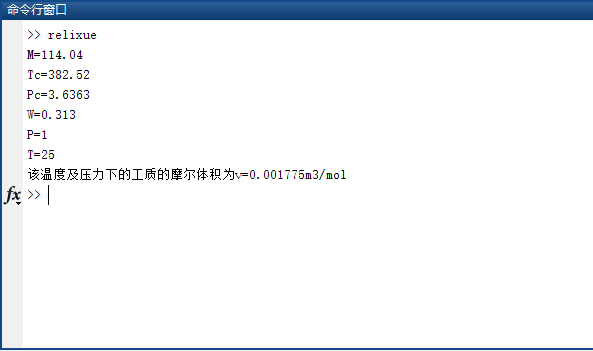 命令行窗口
>> relixue
M=114.04
Tc=382.52
Pc=3.6363
W=0.313
P=1
T=25
该温度及压力下的工质的摩尔体积为v=0.001775m3/mol
fx >>